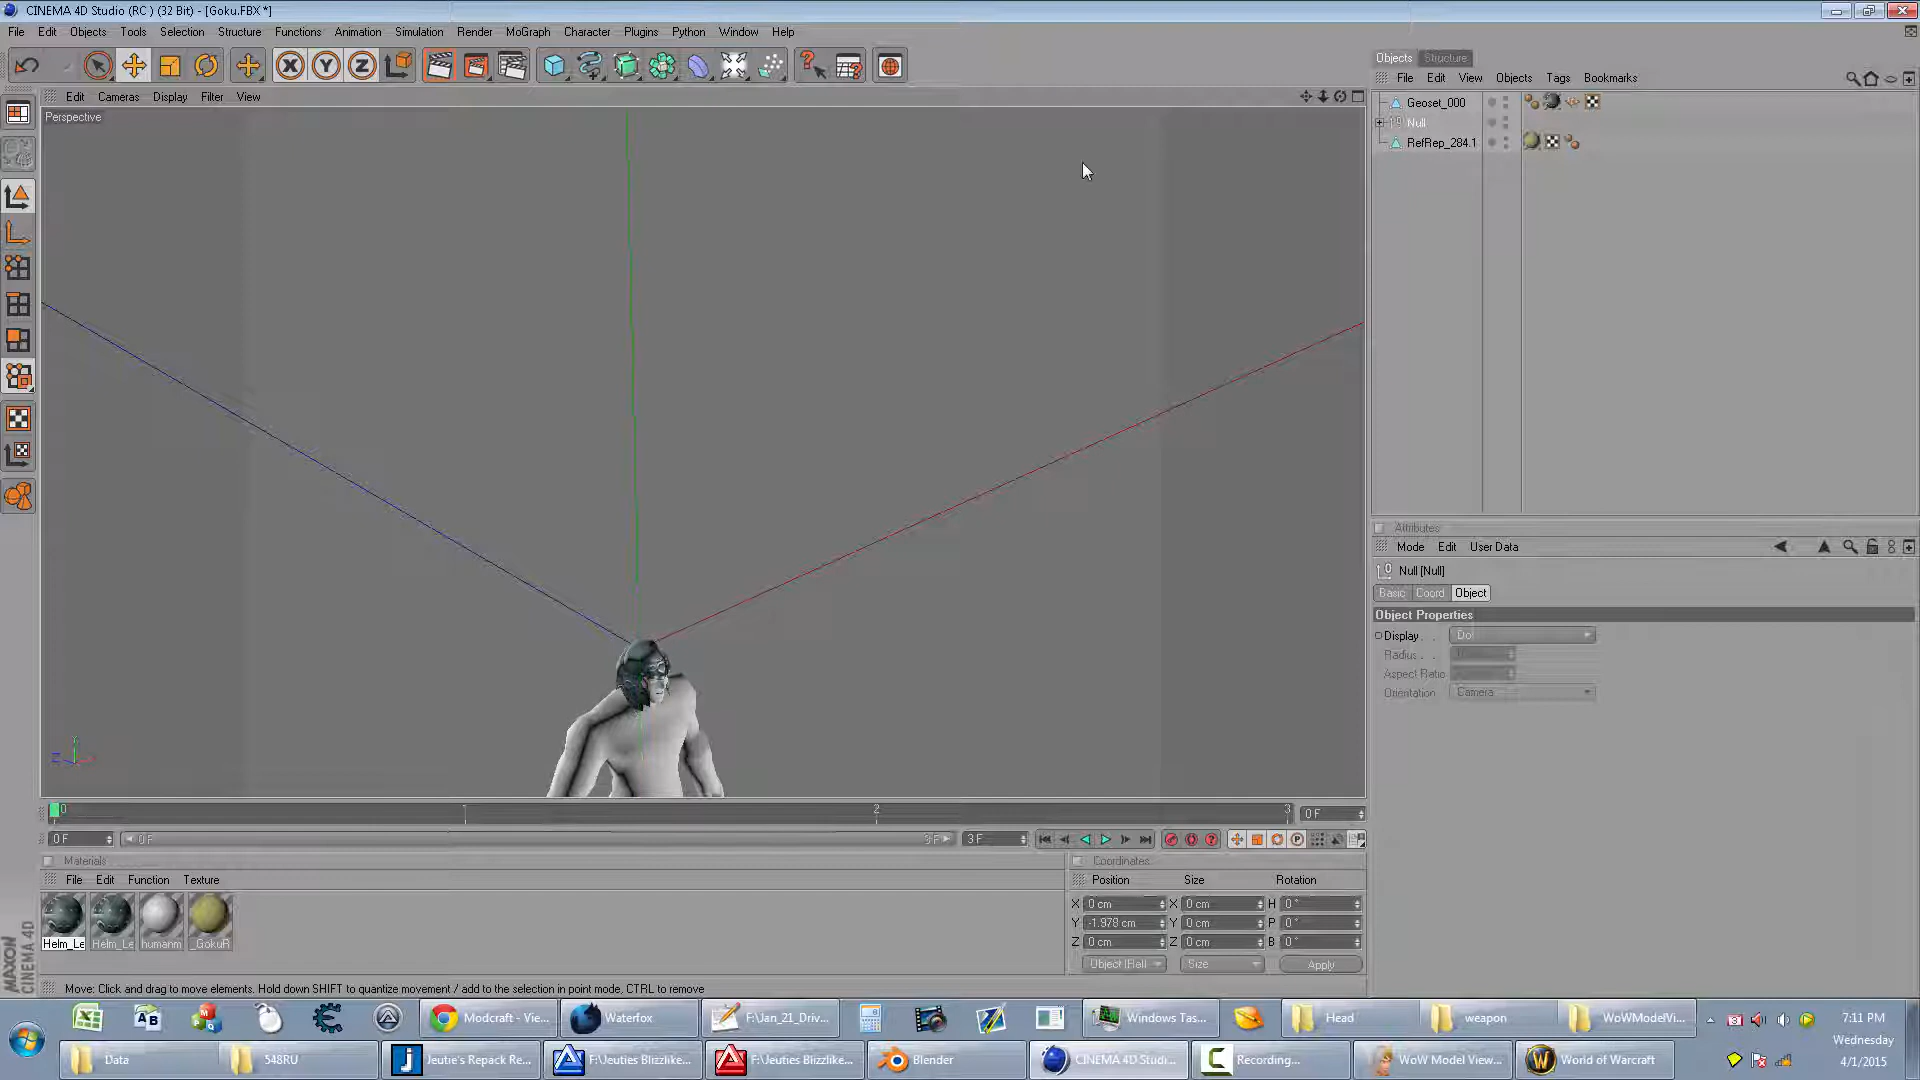 CINEMA 4D Studio (RC ) (32 Bit) - [Goku.FBX *]
File Edit Objects Tools Selection Structure Functions Animation Simulation Render MoGraph Character Plugins Python Window Help
Objects Structure
File Edit View Objects Tags Bookmarks
Edit Cameras Display Filter View
Perspective
Geoset_000
Null
RefRep_284.1
Attributes
Mode Edit User Data
Null [Null]
Basic Coord Object
Object Properties
Display
Radius
Aspect Ratio
Orientation Camera
0 2 3 0 F
0 F 0 F 3 F 3 F
Materials
File Edit Function Texture
Helm_Le Helm_Le humanm _GokuR
Coordinates
Position Size Rotation
X 0 cm X 0 cm H 0 °
Y -1.978 cm Y 0 cm P 0 °
Z 0 cm Z 0 cm B 0 °
Object (Rel) Size Apply
MAXON CINEMA 4D
Move: Click and drag to move elements. Hold down SHIFT to quantize movement / add to the selection in point mode, CTRL to remove
Modcraft - Vie... Waterfox F:\Jan_21_Driv... Windows Tas... Head weapon WoWModelVi...
7:11 PM
Wednesday
4/1/2015
Data 548RU Jeutie's Repack Re... F:\Jeuties Blizzlike... F:\Jeuties Blizzlike... Blender CINEMA 4D Studi... Recording... WoW Model View... World of Warcraft